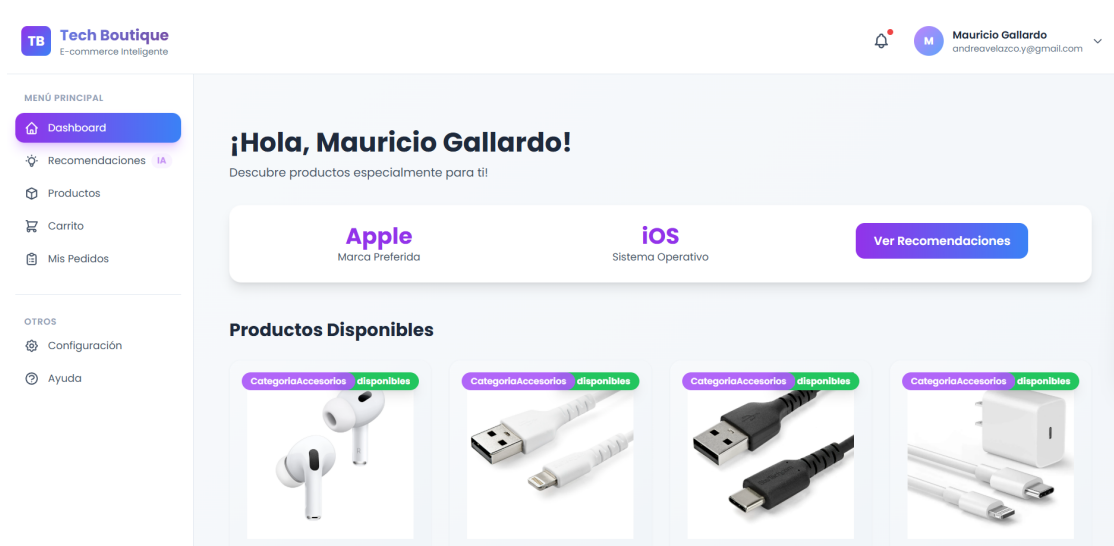 TB
Tech Boutique
E-commerce Inteligente
M
Mauricio Gallardo
andreavelazco.y@gmail.com
MENÚ PRINCIPAL
Dashboard
Recomendaciones IA
Productos
Carrito
Mis Pedidos
OTROS
Configuración
Ayuda
¡Hola, Mauricio Gallardo!
Descubre productos especialmente para ti!
Apple
Marca Preferida
iOS
Sistema Operativo
Ver Recomendaciones
Productos Disponibles
CategoriaAccesorios disponibles
CategoriaAccesorios disponibles
CategoriaAccesorios disponibles
CategoriaAccesorios disponibles